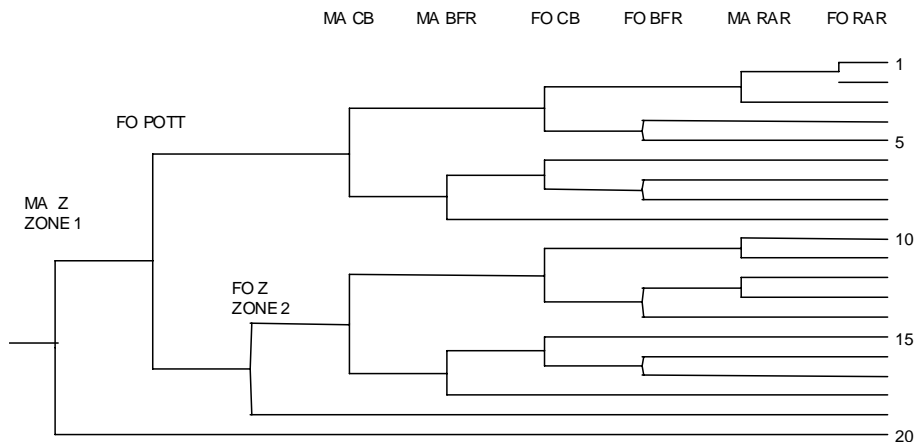 MA CB MA BFR FO CB FO BFR MA RAR FO RAR
1
FO POTT
5
MA Z
ZONE 1
10
FO Z
ZONE 2
15
20